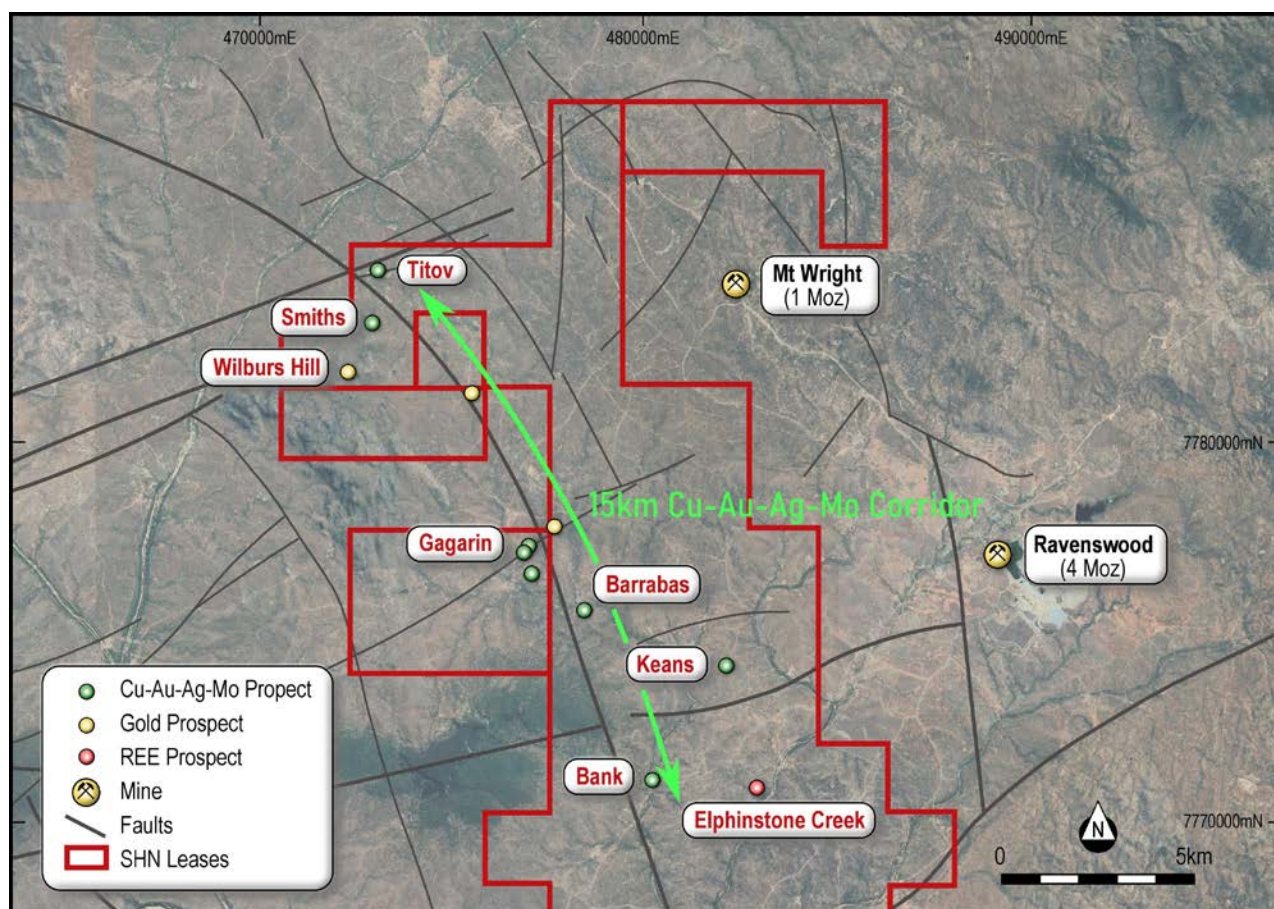 470000mE
480000mE
490000mE
Titov
Mt Wright
(1 Moz)
Smiths
Wilburs Hill
7780000mN
15km Cu-Au-Ag-Mo Corridor
Gagarin
Ravenswood
(4 Moz)
Barrabas
Keans
Bank
Elphinstone Creek
7770000mN
Cu-Au-Ag-Mo Propect
Gold Prospect
REE Prospect
Mine
Faults
SHN Leases
N
0
5km